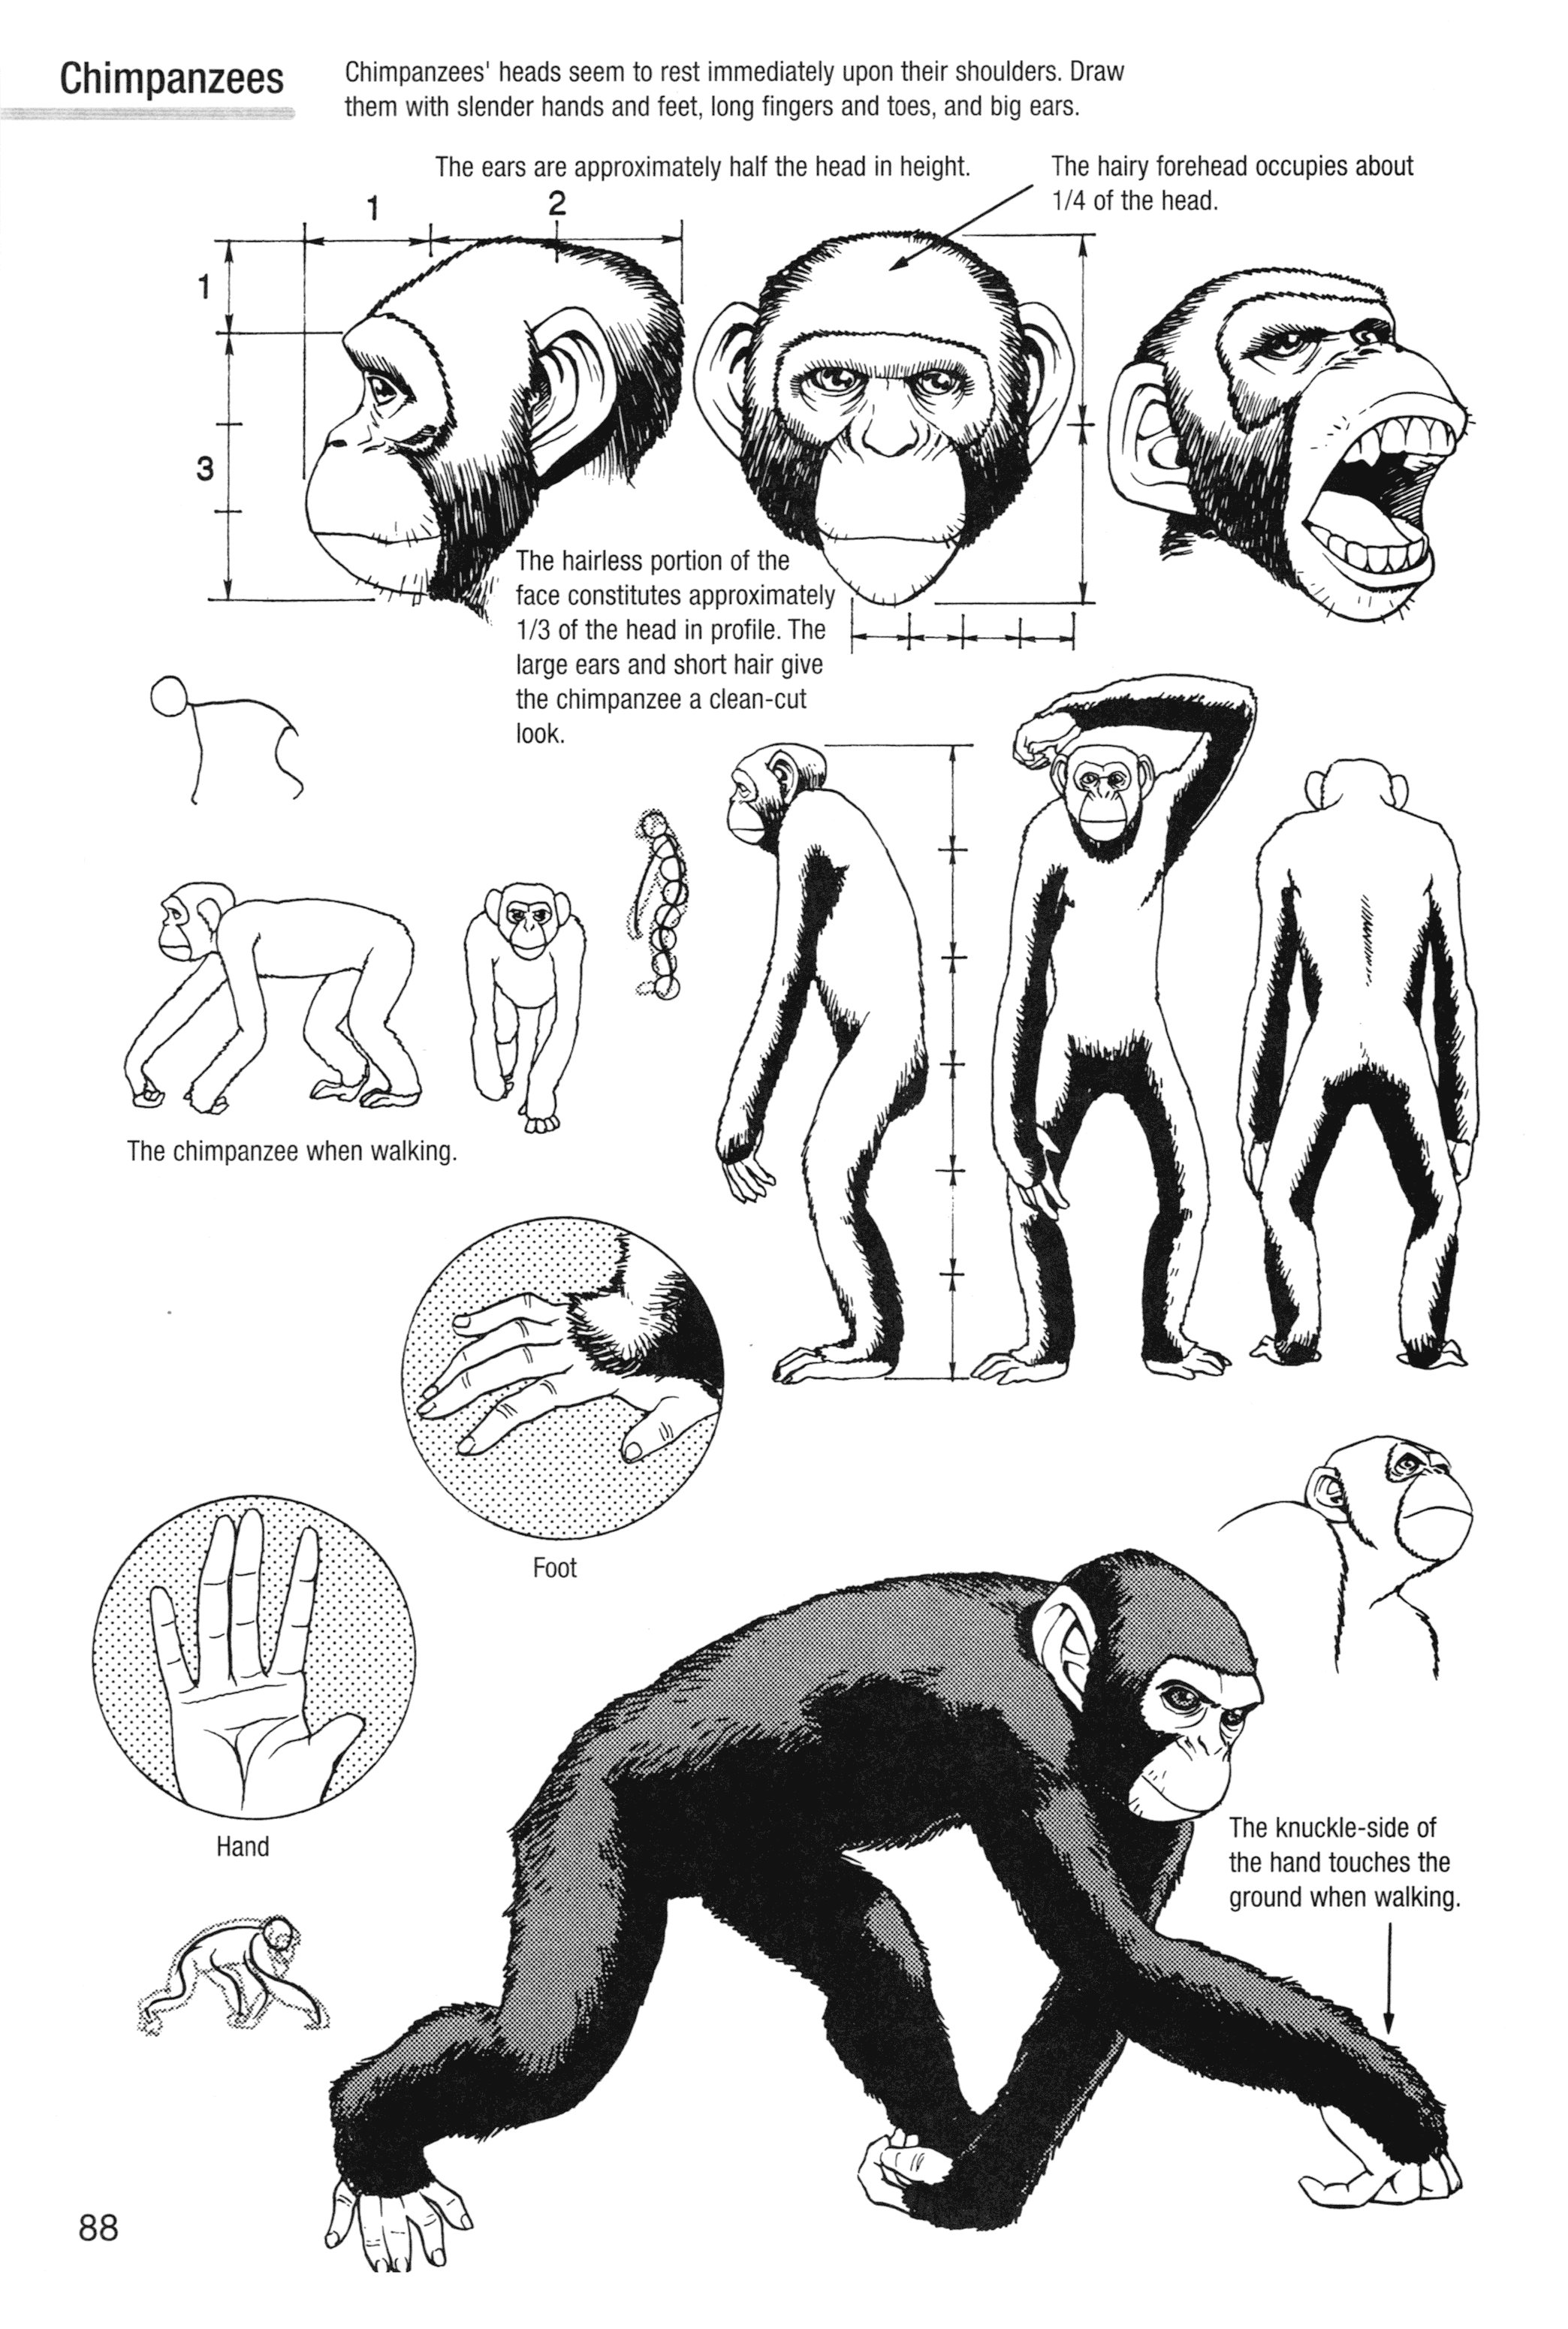 Chimpanzees
Chimpanzees' heads seem to rest immediately upon their shoulders. Draw
them with slender hands and feet, long fingers and toes, and big ears.
The ears are approximately half the head in height.
The hairy forehead occupies about
1/4 of the head.
1
2
1
3
The hairless portion of the
face constitutes approximately
1/3 of the head in profile. The
large ears and short hair give
the chimpanzee a clean-cut
look.
The chimpanzee when walking.
Foot
Hand
The knuckle-side of
the hand touches the
ground when walking.
88